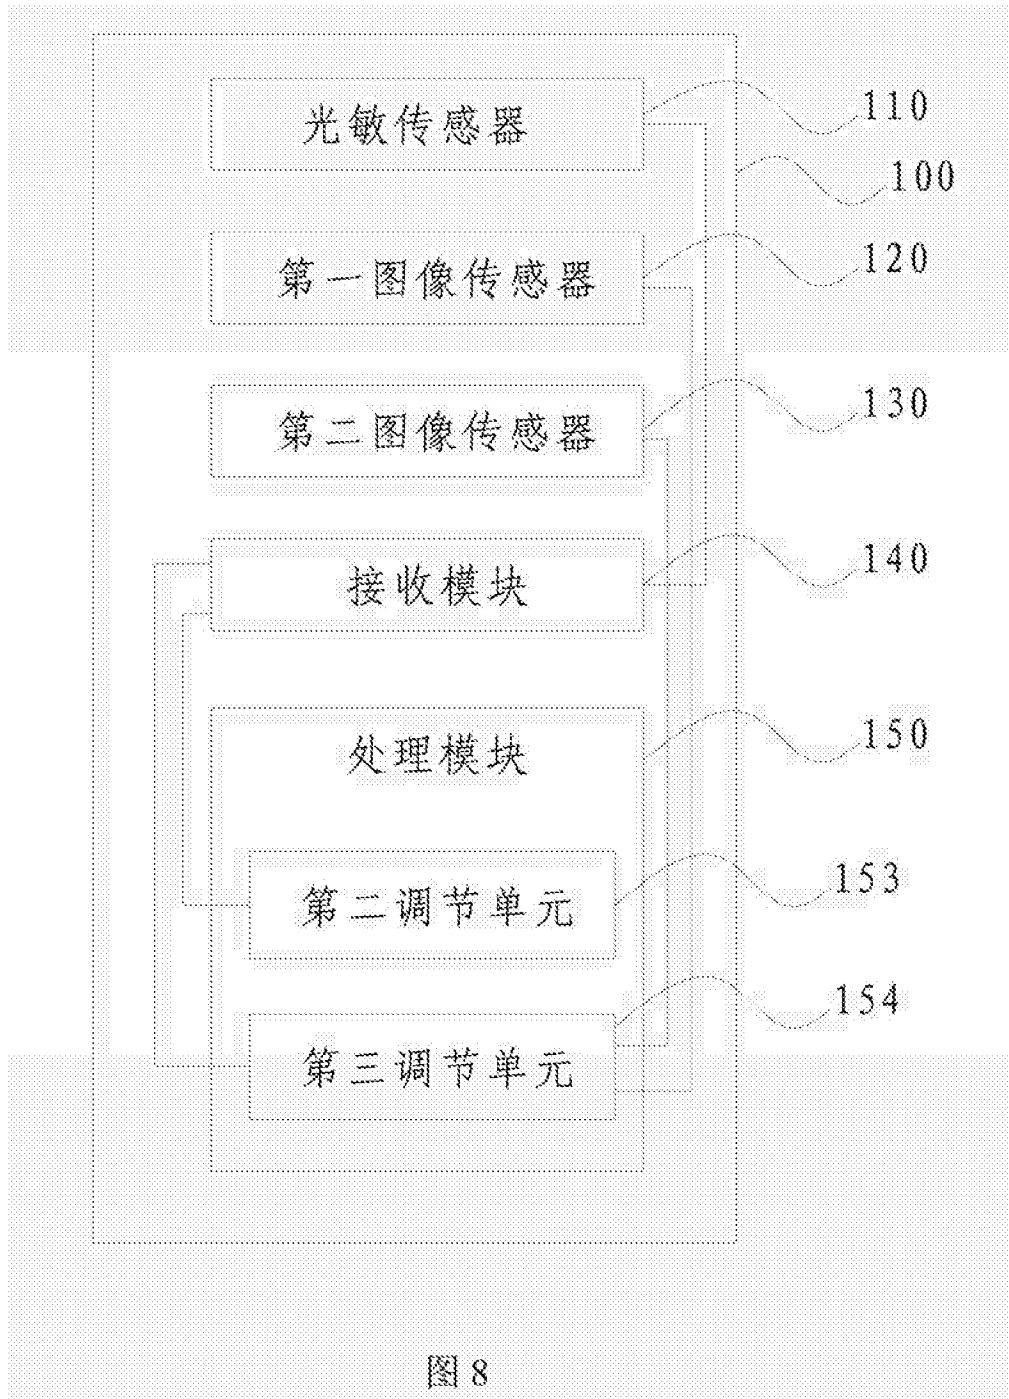 光敏传感器
110
100
第一图像传感器
120
第二图像传感器
130
接收模块
140
处理模块
150
第二调节单元
153
第三调节单元
154
图 8